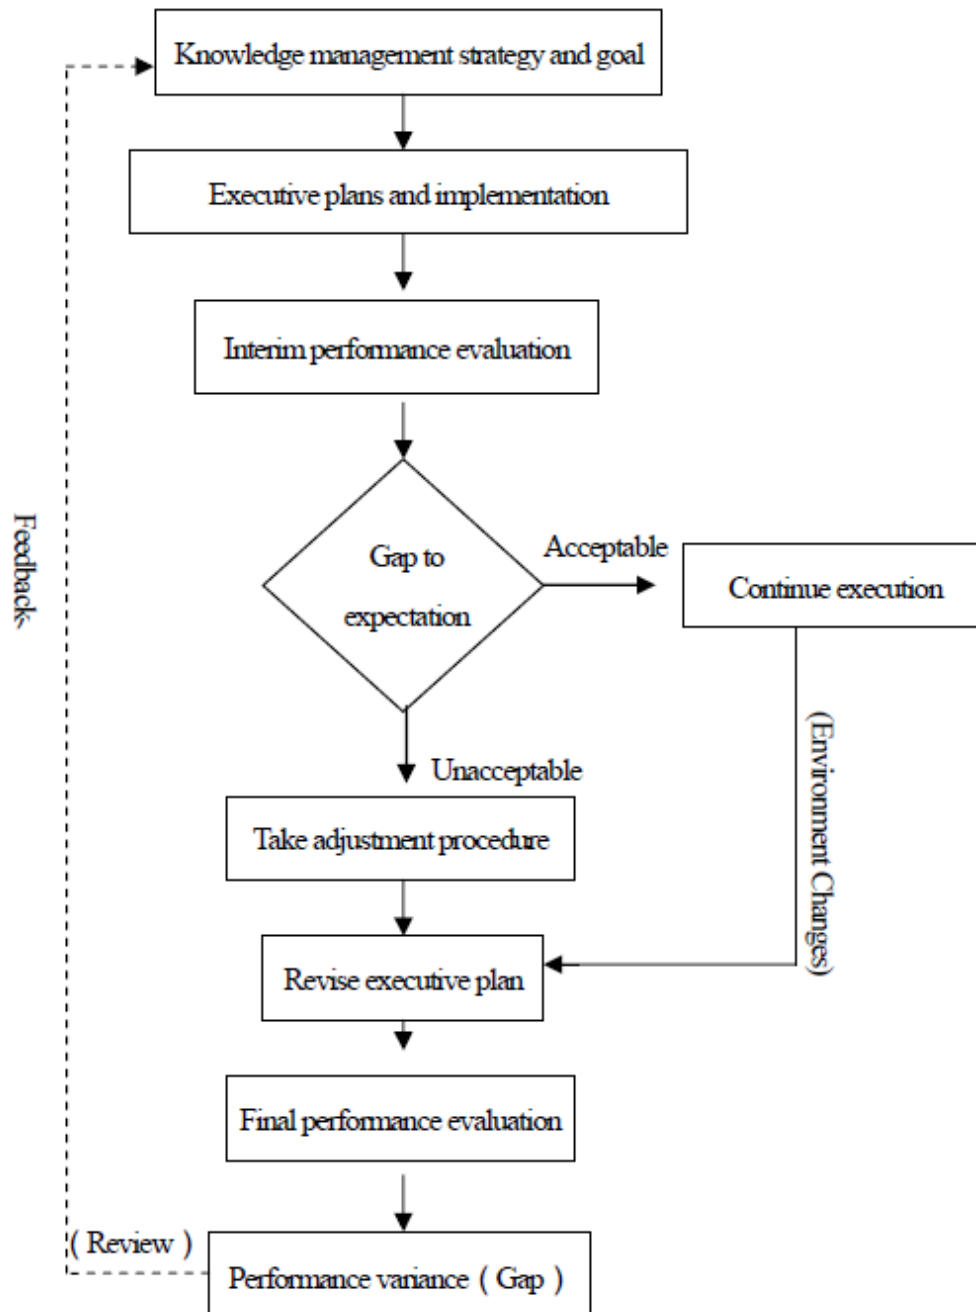 Knowledge management strategy and goal
Executive plans and implementation
Interim performance evaluation
Gap to
expectation
Acceptable
Continue execution
(Environment Changes)
Unacceptable
Take adjustment procedure
Revise executive plan
Final performance evaluation
Performance variance ( Gap )
( Review )
Feedback